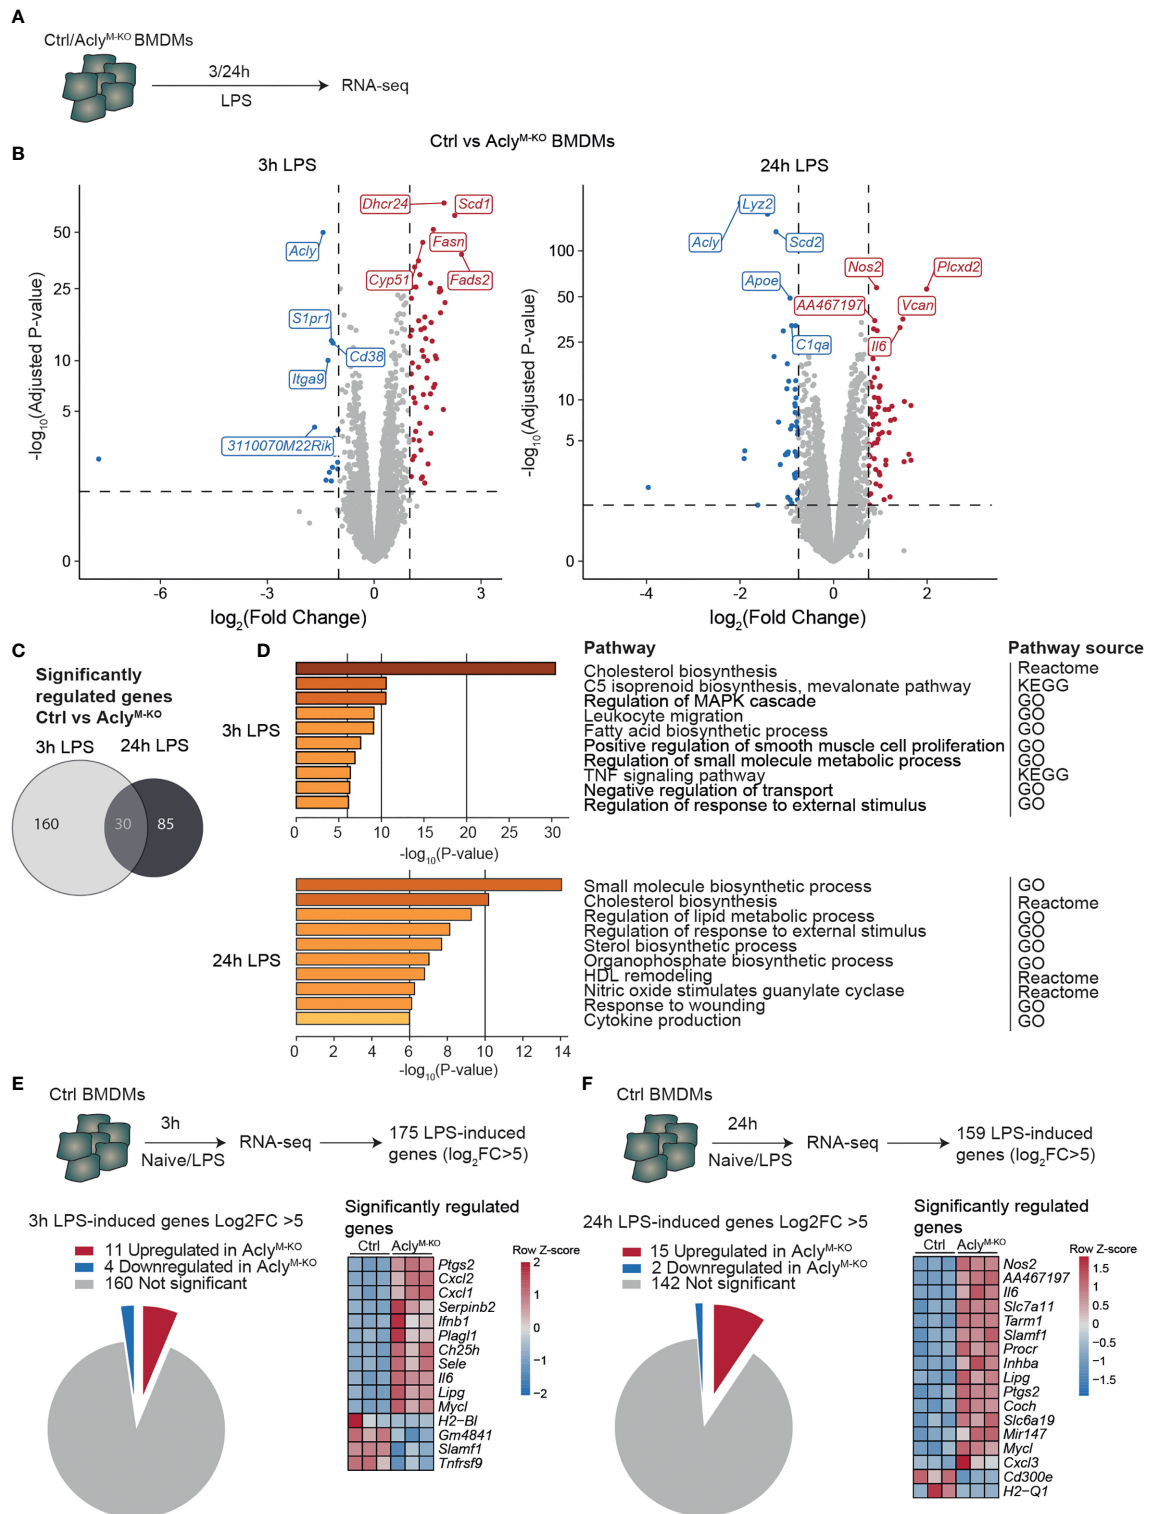 A
Ctrl/Acly^M-KO BMDMs
3/24h
LPS
RNA-seq
B
Ctrl vs Acly^M-KO BMDMs
3h LPS
24h LPS
-log10(Adjusted P-value)
50
25
10
5
0
-6
-3
0
3
log2(Fold Change)
Dhcr24
Scd1
Acly
Fasn
Cyp51
Fads2
S1pr1
Cd38
Itga9
3110070M22Rik
-log10(Adjusted P-value)
100
50
25
10
5
0
-4
-2
0
2
log2(Fold Change)
Lyz2
Acly
Scd2
Nos2
Plcxd2
Apoe
AA467197
Vcan
C1qa
Il6
C
Significantly
regulated genes
Ctrl vs Acly^M-KO
3h LPS
24h LPS
160
30
85
D
Pathway
Pathway source
3h LPS
Cholesterol biosynthesis
Reactome
C5 isoprenoid biosynthesis, mevalonate pathway
KEGG
Regulation of MAPK cascade
GO
Leukocyte migration
GO
Fatty acid biosynthetic process
GO
Positive regulation of smooth muscle cell proliferation
GO
Regulation of small molecule metabolic process
GO
TNF signaling pathway
KEGG
Negative regulation of transport
GO
Regulation of response to external stimulus
GO
0 5 10 15 20 25 30
-log10(P-value)
24h LPS
Small molecule biosynthetic process
GO
Cholesterol biosynthesis
Reactome
Regulation of lipid metabolic process
GO
Regulation of response to external stimulus
GO
Sterol biosynthetic process
GO
Organophosphate biosynthetic process
GO
HDL remodeling
Reactome
Nitric oxide stimulates guanylate cyclase
Reactome
Response to wounding
GO
Cytokine production
GO
0 2 4 6 8 10 12 14
-log10(P-value)
E
Ctrl BMDMs
3h
Naive/LPS
RNA-seq
175 LPS-induced
genes (log2FC>5)
3h LPS-induced genes Log2FC >5
11 Upregulated in Acly^M-KO
4 Downregulated in Acly^M-KO
160 Not significant
Significantly regulated
genes
Ctrl
Acly^M-KO
Ptgs2
Cxcl2
Cxcl1
Serpinb2
Ifnb1
Plagl1
Ch25h
Sele
Il6
Lipg
Mycl
H2−Bl
Gm4841
Slamf1
Tnfrsf9
Row Z-score
2
1
0
−1
−2
F
Ctrl BMDMs
24h
Naive/LPS
RNA-seq
159 LPS-induced
genes (log2FC>5)
24h LPS-induced genes Log2FC >5
15 Upregulated in Acly^M-KO
2 Downregulated in Acly^M-KO
142 Not significant
Significantly regulated
genes
Ctrl
Acly^M-KO
Nos2
AA467197
Il6
Slc7a11
Tarm1
Slamf1
Procr
Inhba
Lipg
Ptgs2
Coch
Slc6a19
Mir147
Mycl
Cxcl3
Cd300e
H2−Q1
Row Z-score
1.5
1
0.5
0
−0.5
−1
−1.5